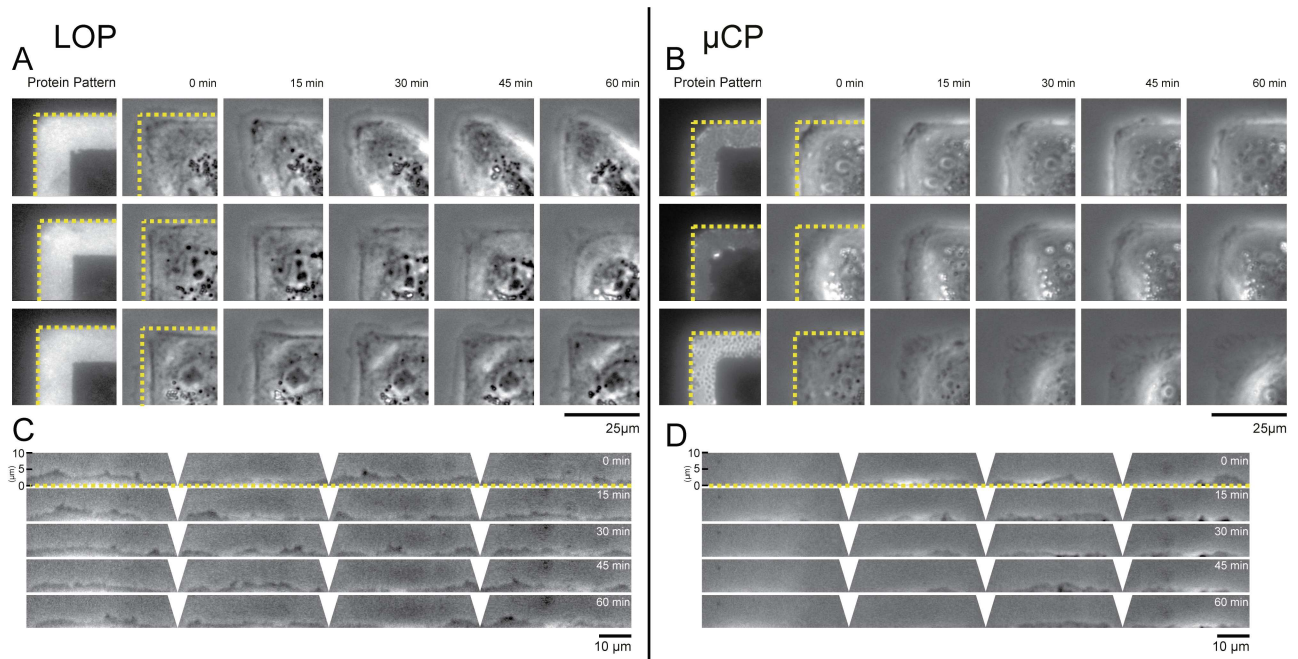 LOP
A
Protein Pattern 0 min 15 min 30 min 45 min 60 min
25µm
C
10
5
0
(µm)
0 min
15 min
30 min
45 min
60 min
10 µm
µCP
B
Protein Pattern 0 min 15 min 30 min 45 min 60 min
25µm
D
10
5
0
(µm)
0 min
15 min
30 min
45 min
60 min
10 µm